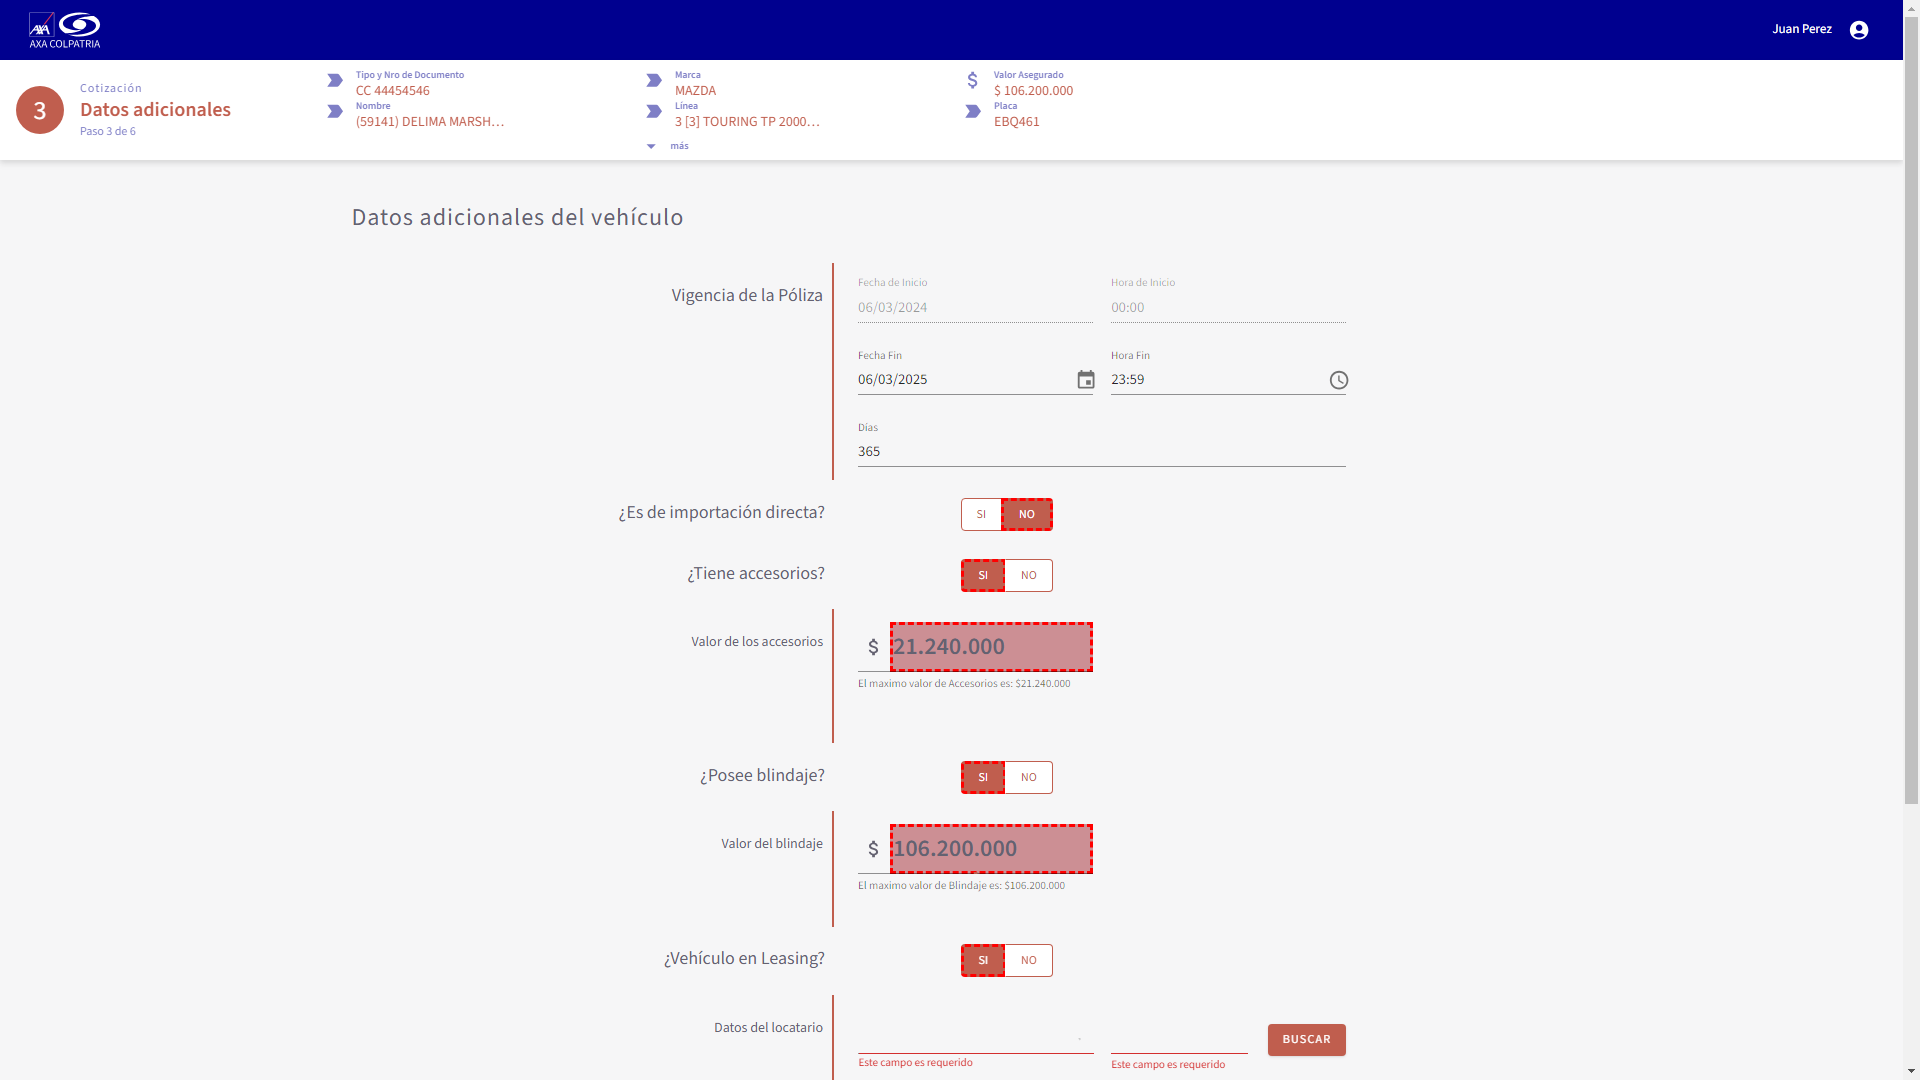 AXA
AXA COLPATRIA
Juan Perez
3
Cotización
Datos adicionales
Paso 3 de 6
Tipo y Nro de Documento
CC 44454546
Nombre
(59141) DELIMA MARSH…
Marca
MAZDA
Línea
3 [3] TOURING TP 2000…
más
Valor Asegurado
$ 106.200.000
Placa
EBQ461
Datos adicionales del vehículo
Vigencia de la Póliza
Fecha de Inicio
06/03/2024
Hora de Inicio
00:00
Fecha Fin
06/03/2025
Hora Fin
23:59
Días
365
¿Es de importación directa?
SI NO
¿Tiene accesorios?
SI NO
Valor de los accesorios
$ 21.240.000
El maximo valor de Accesorios es: $21.240.000
¿Posee blindaje?
SI NO
Valor del blindaje
$ 106.200.000
El maximo valor de Blindaje es: $106.200.000
¿Vehículo en Leasing?
SI NO
Datos del locatario
BUSCAR
Este campo es requerido
Este campo es requerido